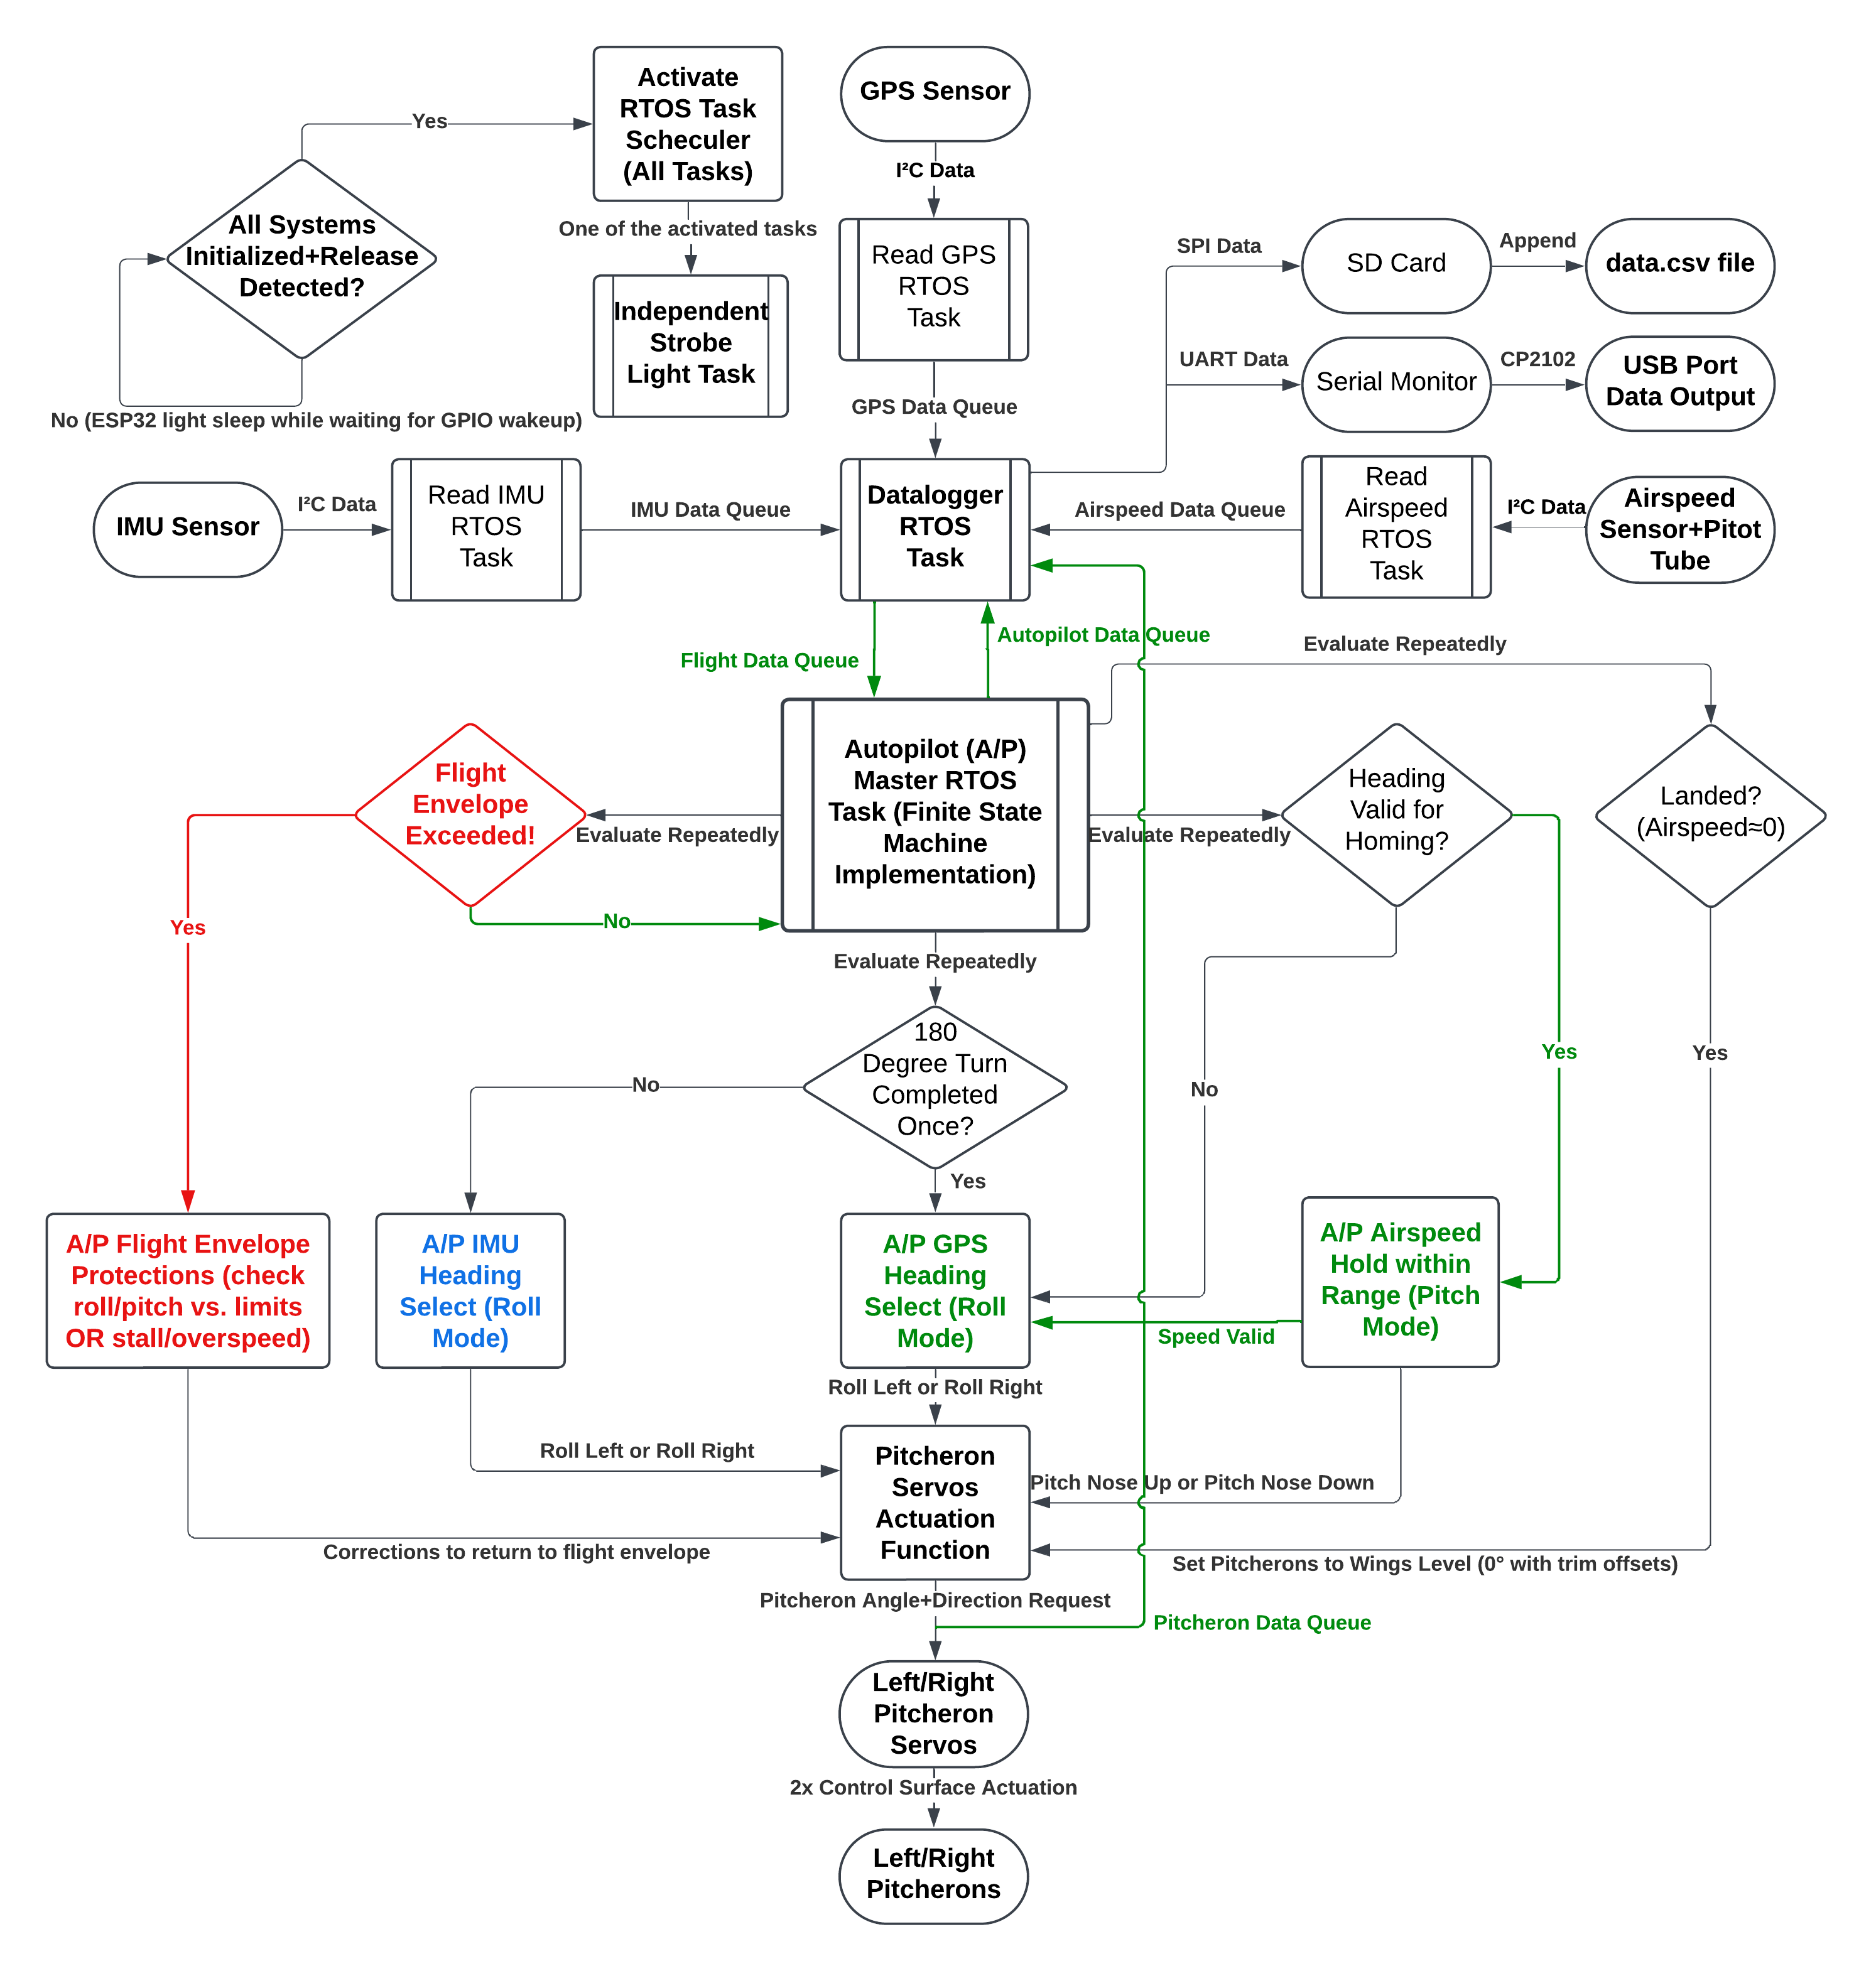 Activate
RTOS Task
Scheculer
(All Tasks)
GPS Sensor
Yes
I²C Data
All Systems
Initialized+Release
Detected?
One of the activated tasks
Independent
Strobe
Light Task
Read GPS
RTOS
Task
SPI Data
SD Card
Append
data.csv file
UART Data
Serial Monitor
CP2102
USB Port
Data Output
No (ESP32 light sleep while waiting for GPIO wakeup)
GPS Data Queue
IMU Sensor
I²C Data
Read IMU
RTOS
Task
IMU Data Queue
Datalogger
RTOS
Task
Airspeed Data Queue
Read
Airspeed
RTOS
Task
I²C Data
Airspeed
Sensor+Pitot
Tube
Flight Data Queue
Autopilot Data Queue
Evaluate Repeatedly
Flight
Envelope
Exceeded!
Evaluate Repeatedly
Autopilot (A/P)
Master RTOS
Task (Finite State
Machine
Implementation)
Evaluate Repeatedly
Heading
Valid for
Homing?
Landed?
(Airspeed≈0)
Yes
No
Evaluate Repeatedly
180
Degree Turn
Completed
Once?
No
Yes
No
Yes
Yes
A/P Flight Envelope
Protections (check
roll/pitch vs. limits
OR stall/overspeed)
A/P IMU
Heading
Select (Roll
Mode)
A/P GPS
Heading
Select (Roll
Mode)
A/P Airspeed
Hold within
Range (Pitch
Mode)
Speed Valid
Roll Left or Roll Right
Roll Left or Roll Right
Pitcheron
Servos
Actuation
Function
Pitch Nose Up or Pitch Nose Down
Corrections to return to flight envelope
Set Pitcherons to Wings Level (0° with trim offsets)
Pitcheron Angle+Direction Request
Pitcheron Data Queue
Left/Right
Pitcheron
Servos
2x Control Surface Actuation
Left/Right
Pitcherons